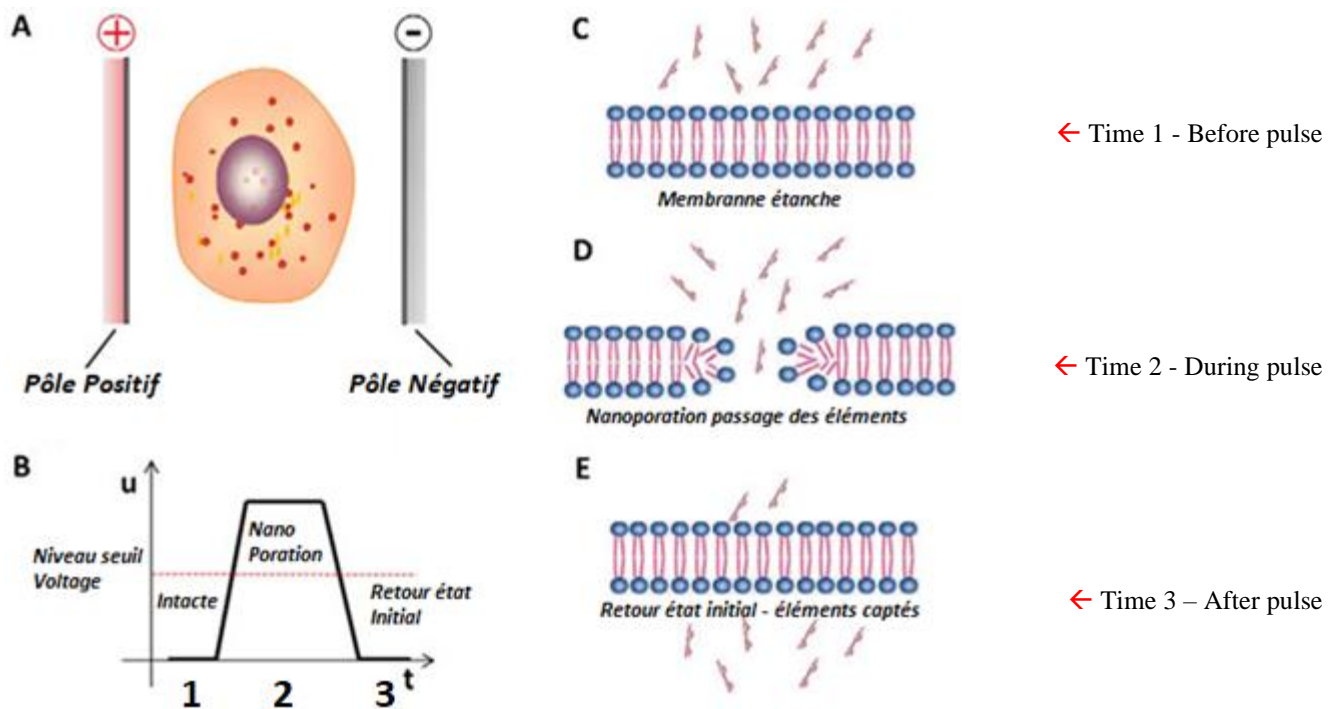 A
+
-
Pôle Positif
Pôle Négatif
B
u
Niveau seuil
Voltage
Nano
Poration
Intacte
Retour état
Initial
t
1
2
3
C
← Time 1 - Before pulse
Membranne étanche
D
← Time 2 - During pulse
Nanoporation passage des éléments
E
Retour état initial - éléments captés
← Time 3 – After pulse